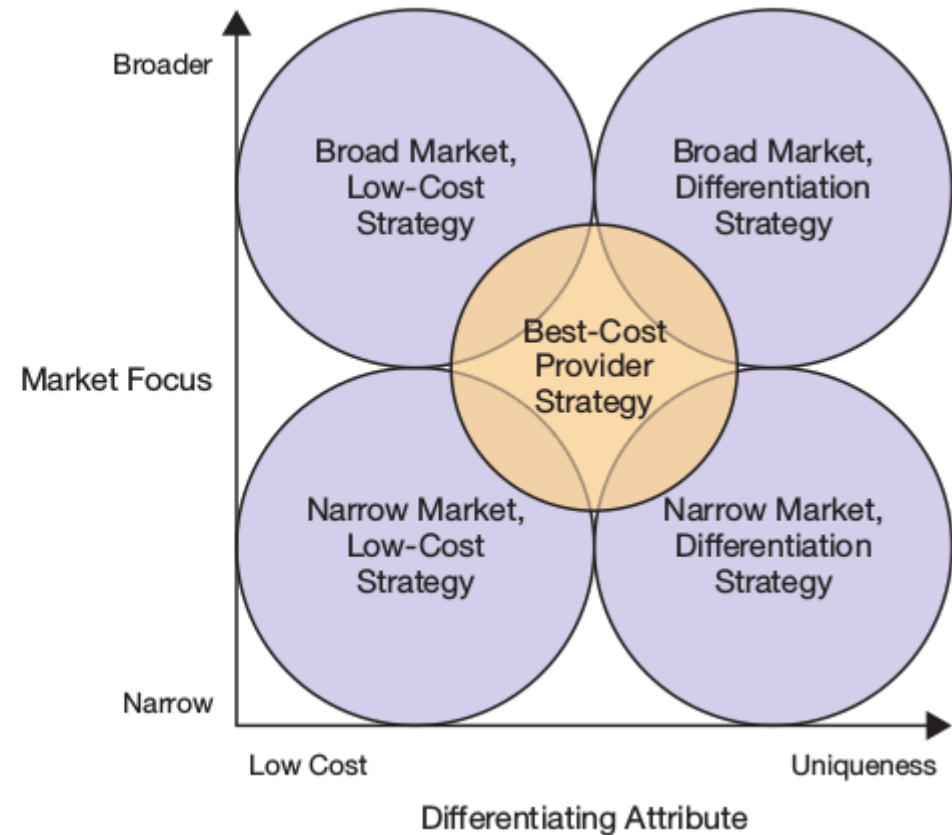 Broader
Broad Market,
Low-Cost
Strategy
Broad Market,
Differentiation
Strategy
Best-Cost
Provider
Strategy
Market Focus
Narrow Market,
Low-Cost
Strategy
Narrow Market,
Differentiation
Strategy
Narrow
Low Cost
Uniqueness
Differentiating Attribute